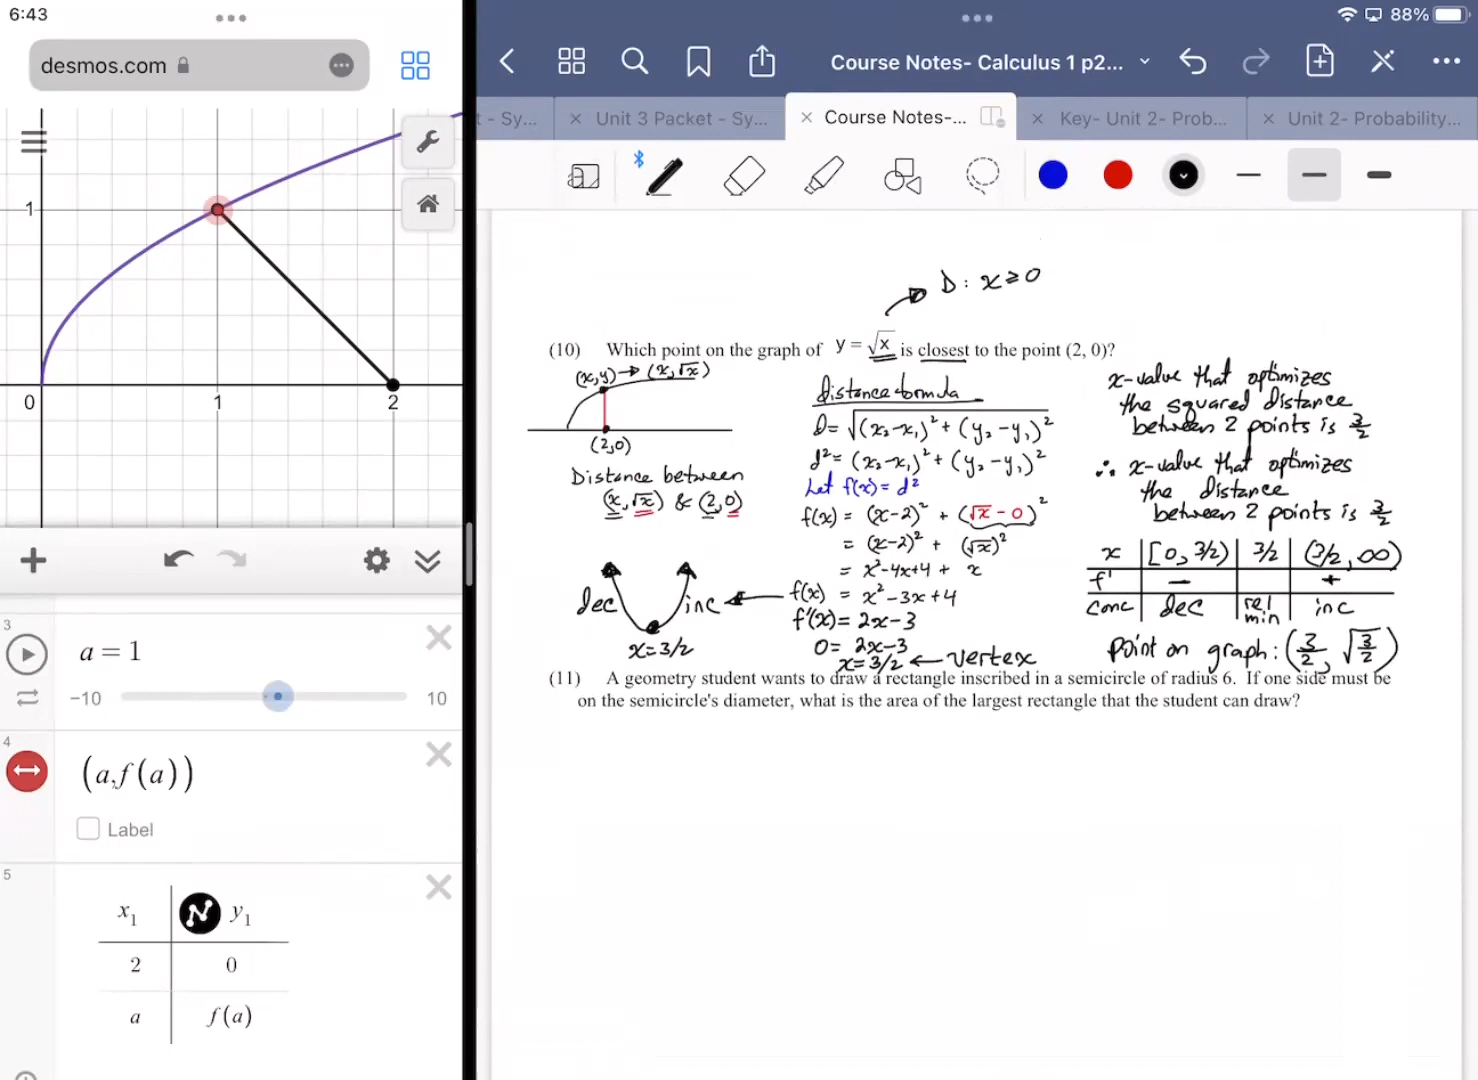 6:43
88%
desmos.com
Course Notes- Calculus 1 p2...
t - Sy...
Unit 3 Packet - Sy...
Course Notes-...
Key- Unit 2- Prob...
Unit 2- Probability...
1
0
1
2
3
a = 1
−10
10
4
(a, f(a))
Label
5
x₁ y₁
2 0
a f(a)
D: x ≥ 0
(10) Which point on the graph of y = √x is closest to the point (2, 0)?
(x,y) → (x,√x)
(2,0)
Distance between
(x,√x) & (2,0)
dec inc
x=3/2
distance formula
D= √(x₂-x₁)² + (y₂-y₁)²
d²= (x₂-x₁)² + (y₂-y₁)²
Let f(x) = d²
f(x) = (x-2)² + (√x - 0)²
= (x-2)² + (√x)²
= x²-4x+4 + x
f(x) = x²-3x+4
f'(x)= 2x-3
0= 2x-3
x=3/2 ← vertex
x-value that optimizes
the squared distance
between 2 points is 3/2
∴ x-value that optimizes
the distance
between 2 points is 3/2
x [0, 3/2) 3/2 (3/2, ∞)
f' − +
conc dec rel min inc
point on graph: (3/2, √3/2)
(11) A geometry student wants to draw a rectangle inscribed in a semicircle of radius 6. If one side must be
on the semicircle's diameter, what is the area of the largest rectangle that the student can draw?